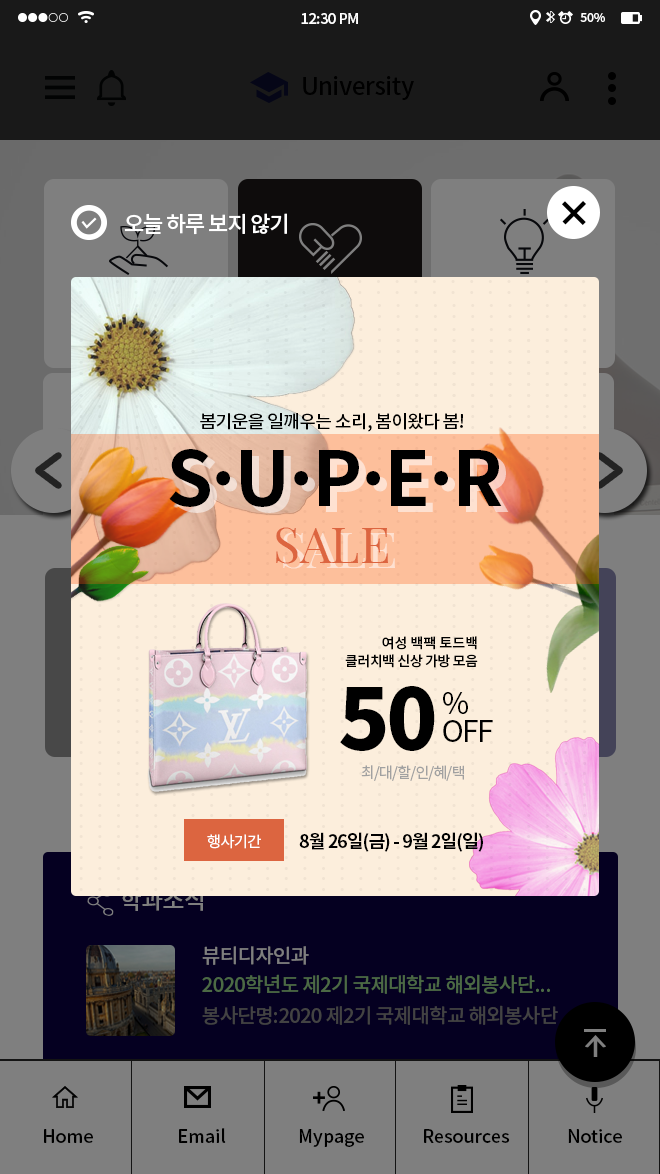 12:30 PM
50%
University
오늘 하루 보지 않기
봄기운을 일깨우는 소리, 봄이왔다 봄!
S·U·P·E·R
SALE
여성 백팩 토드백
클러치백 신상 가방 모음
50 % OFF
최/대/할/인/혜/택
행사기간 8월 26일(금) - 9월 2일(일)
학과소식
뷰티디자인과
2020학년도 제2기 국제대학교 해외봉사단...
봉사단명:2020 제2기 국제대학교 해외봉사단
Home Email Mypage Resources Notice